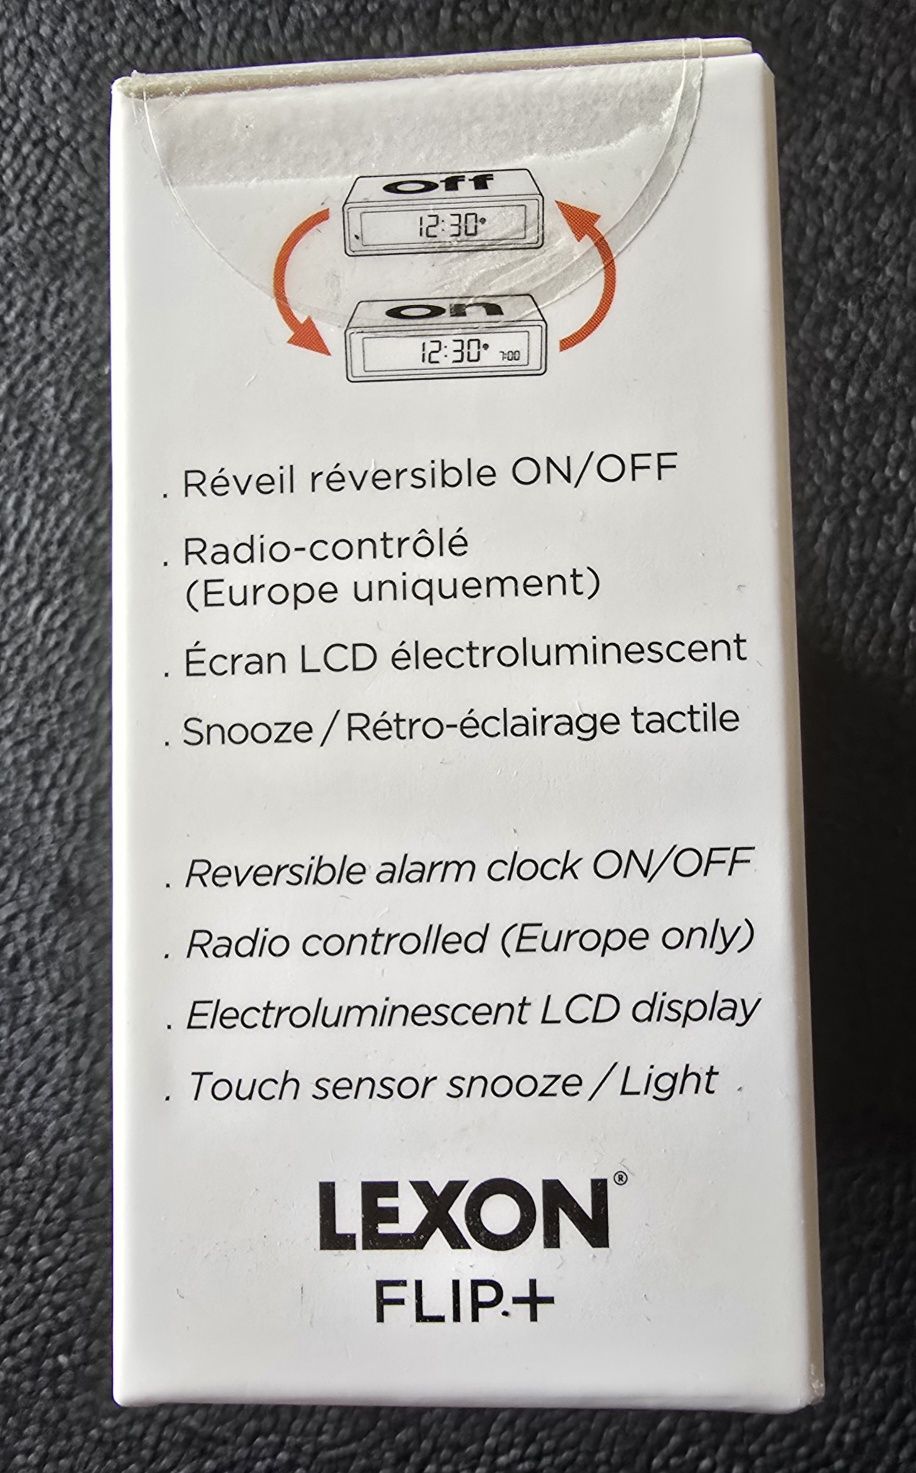 Off
12:30
on
12:30 7:00
. Réveil réversible ON/OFF
. Radio-contrôlé
(Europe uniquement)
. Écran LCD électroluminescent
. Snooze / Rétro-éclairage tactile
. Reversible alarm clock ON/OFF
. Radio controlled (Europe only)
. Electroluminescent LCD display
. Touch sensor snooze / Light
LEXON®
FLIP.+